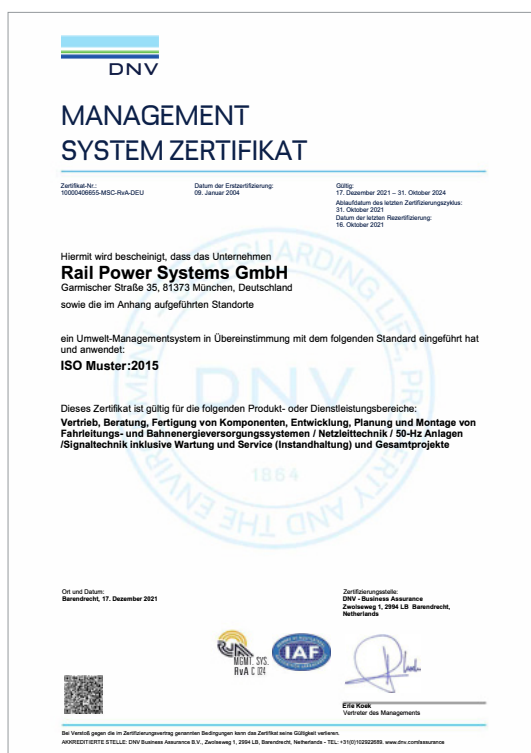 DNV
MANAGEMENT
SYSTEM ZERTIFIKAT
Zertifikat-Nr.:
10000406655-MSC-RvA-DEU
Datum der Erstzertifizierung:
09. Januar 2004
Gültig:
17. Dezember 2021 – 31. Oktober 2024
Ablaufdatum des letzten Zertifizierungszyklus:
31. Oktober 2021
Datum der letzten Rezertifizierung:
16. Oktober 2021
Hiermit wird bescheinigt, dass das Unternehmen
Rail Power Systems GmbH
Garmischer Straße 35, 81373 München, Deutschland
sowie die im Anhang aufgeführten Standorte
ein Umwelt-Managementsystem in Übereinstimmung mit dem folgenden Standard eingeführt hat
und anwendet:
ISO Muster:2015
Dieses Zertifikat ist gültig für die folgenden Produkt- oder Dienstleistungsbereiche:
Vertrieb, Beratung, Fertigung von Komponenten, Entwicklung, Planung und Montage von
Fahrleitungs- und Bahnenergieversorgungssystemen / Netzleittechnik / 50-Hz Anlagen
/Signaltechnik inklusive Wartung und Service (Instandhaltung) und Gesamtprojekte
DNV
1864
Ort und Datum:
Barendrecht, 17. Dezember 2021
Zertifizierungsstelle:
DNV - Business Assurance
Zwolseweg 1, 2994 LB Barendrecht,
Netherlands
RvA
MGMT. SYS.
RvA C 024
IAF
Erie Koek
Vertreter des Managements
Bei Verstoß gegen die im Zertifizierungsvertrag genannten Bedingungen kann das Zertifikat seine Gültigkeit verlieren.
AKKREDITIERTE STELLE: DNV Business Assurance B.V., Zwolseweg 1, 2994 LB, Barendrecht, Netherlands - TEL: +31(0)102922689. www.dnv.com/assurance